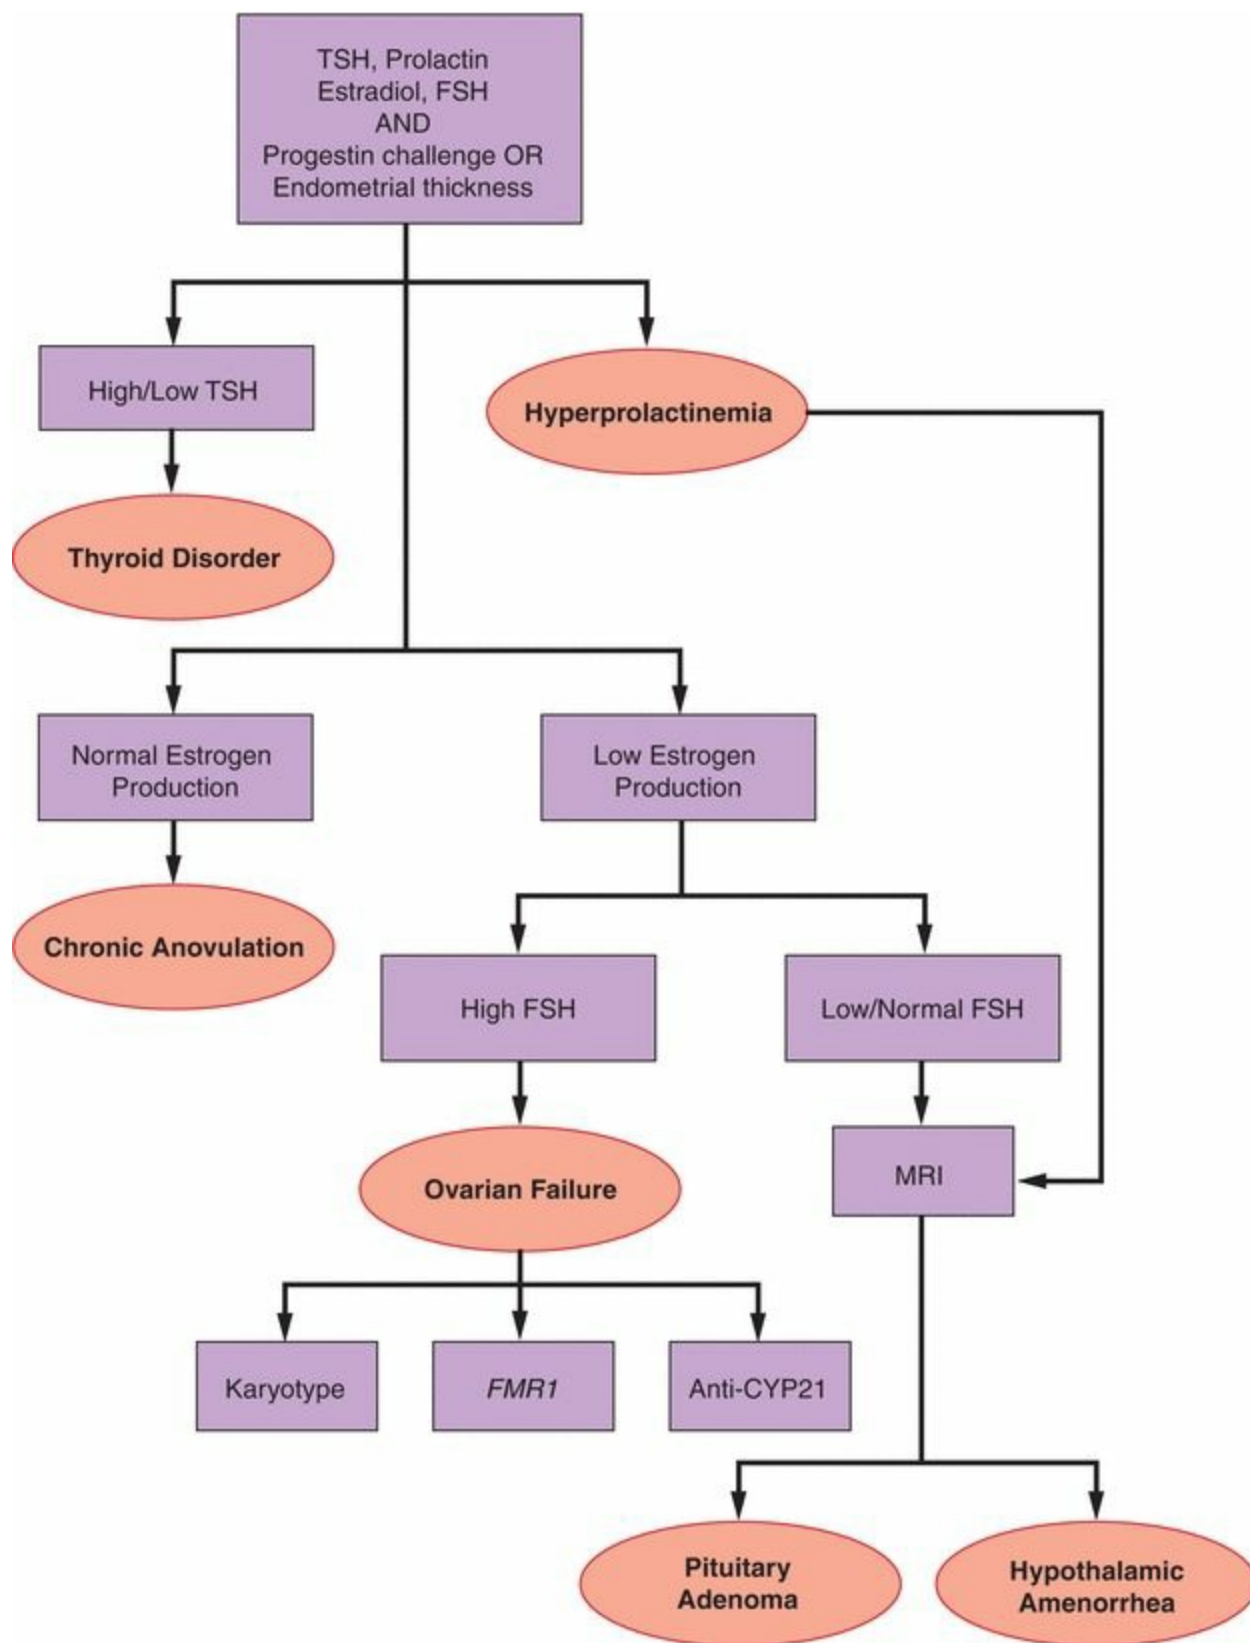 TSH, Prolactin
Estradiol, FSH
AND
Progestin challenge OR
Endometrial thickness
High/Low TSH
Hyperprolactinemia
Thyroid Disorder
Normal Estrogen
Production
Low Estrogen
Production
Chronic Anovulation
High FSH
Low/Normal FSH
Ovarian Failure
MRI
Karyotype
FMR1
Anti-CYP21
Pituitary
Adenoma
Hypothalamic
Amenorrhea